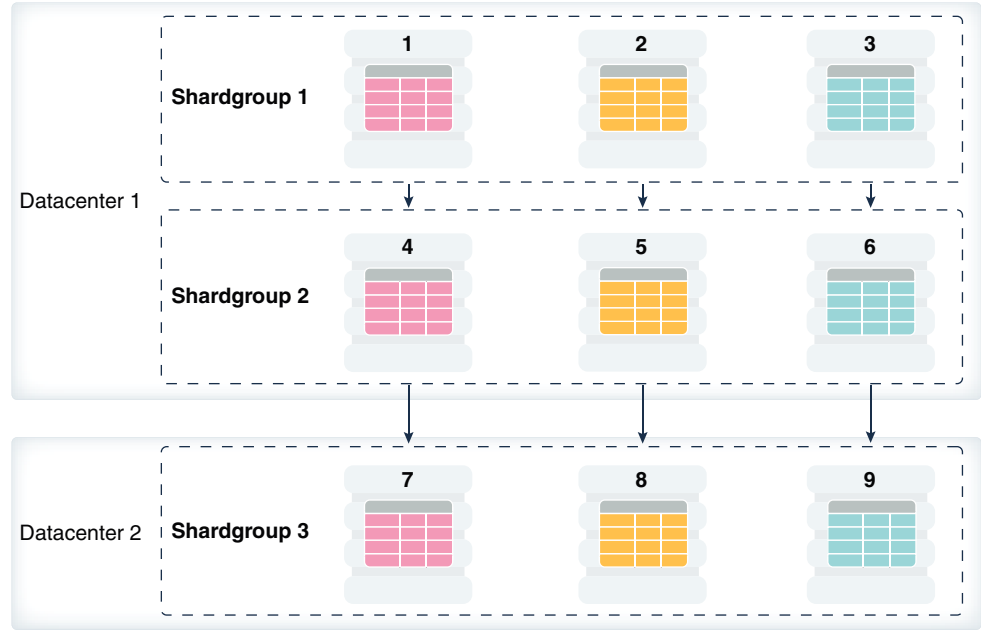 1 2 3
Shardgroup 1
Datacenter 1
4 5 6
Shardgroup 2
7 8 9
Datacenter 2 Shardgroup 3